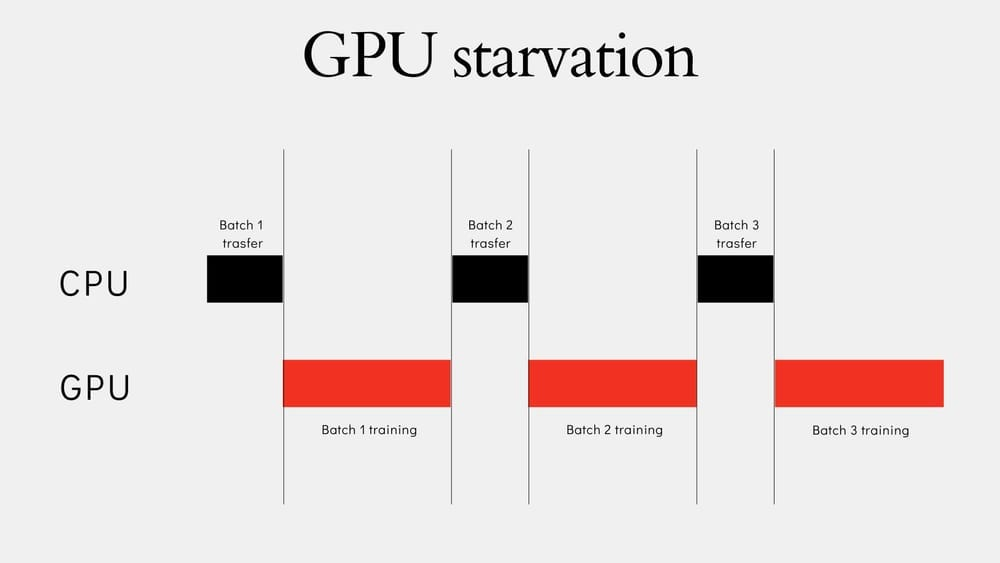 GPU starvation
Batch 1
trasfer
Batch 2
trasfer
Batch 3
trasfer
CPU
GPU
Batch 1 training
Batch 2 training
Batch 3 training